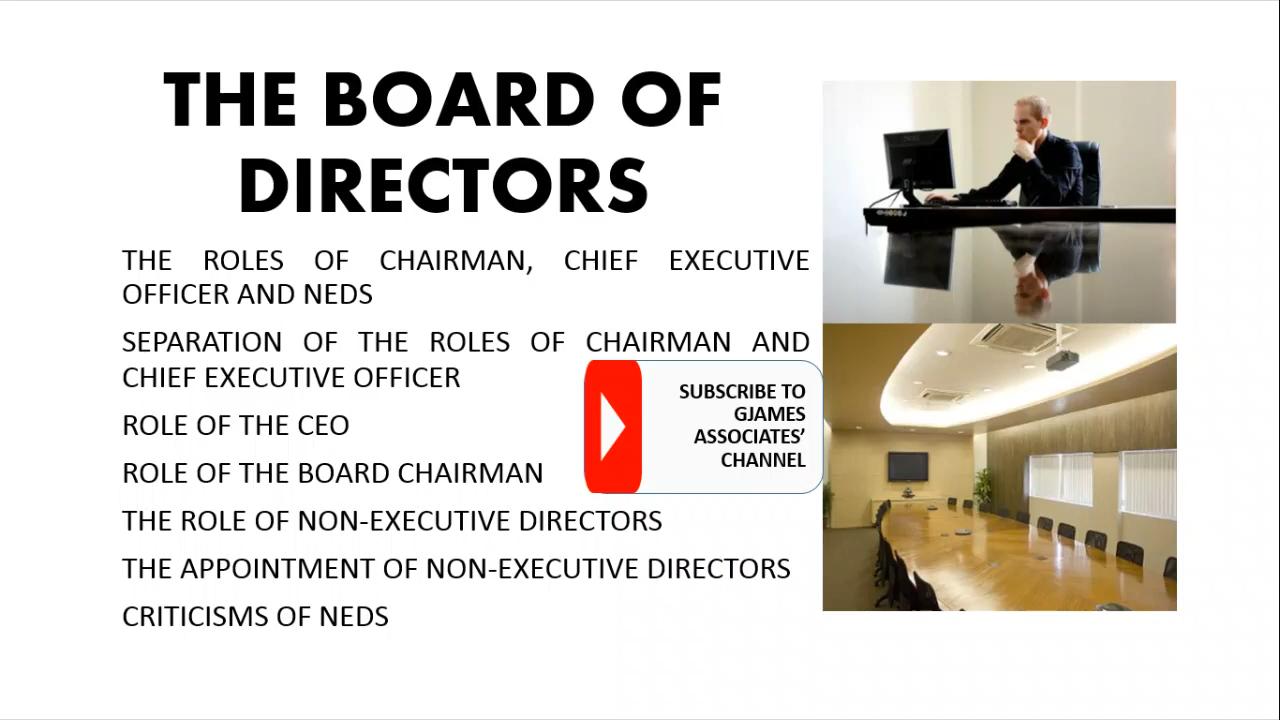 THE BOARD OF
DIRECTORS
THE ROLES OF CHAIRMAN, CHIEF EXECUTIVE
OFFICER AND NEDS
SEPARATION OF THE ROLES OF CHAIRMAN AND
CHIEF EXECUTIVE OFFICER
ROLE OF THE CEO
ROLE OF THE BOARD CHAIRMAN
THE ROLE OF NON-EXECUTIVE DIRECTORS
THE APPOINTMENT OF NON-EXECUTIVE DIRECTORS
CRITICISMS OF NEDS
SUBSCRIBE TO
GJAMES
ASSOCIATES’
CHANNEL